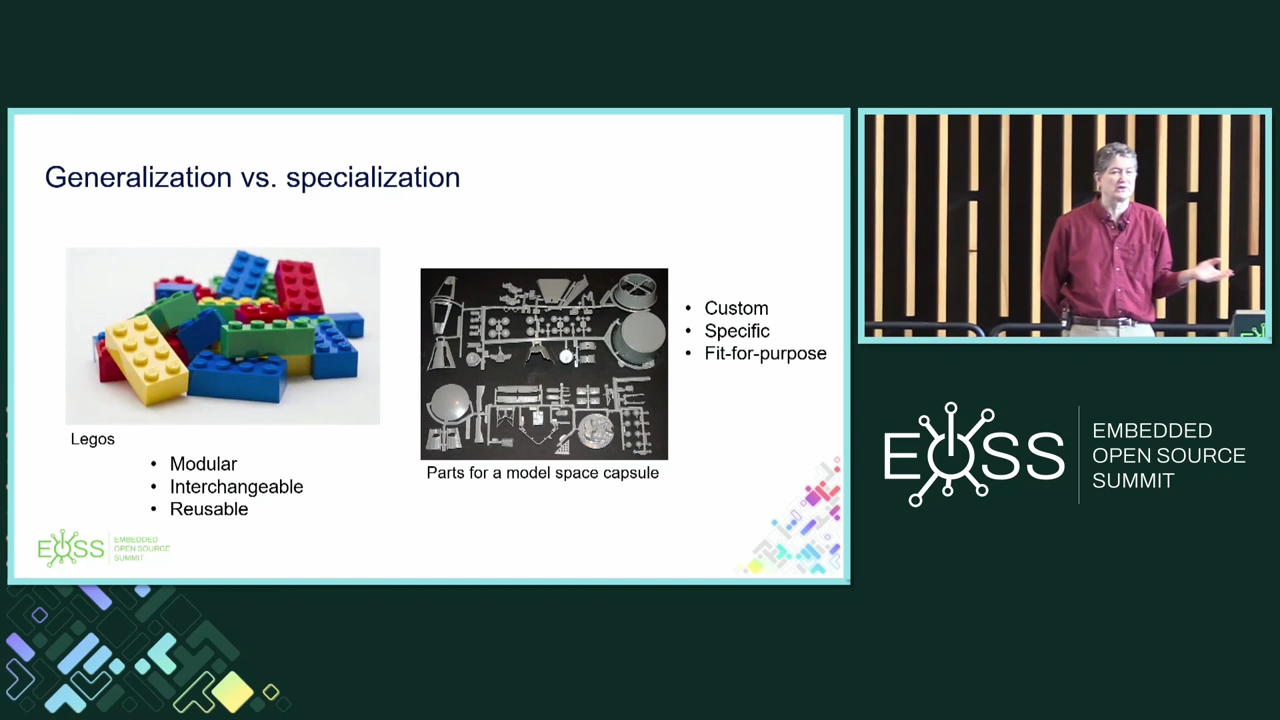 Generalization vs. specialization
Legos
• Modular
• Interchangeable
• Reusable
Parts for a model space capsule
• Custom
• Specific
• Fit-for-purpose
EOSS
EMBEDDED
OPEN SOURCE
SUMMIT
EOSS
EMBEDDED
OPEN SOURCE
SUMMIT